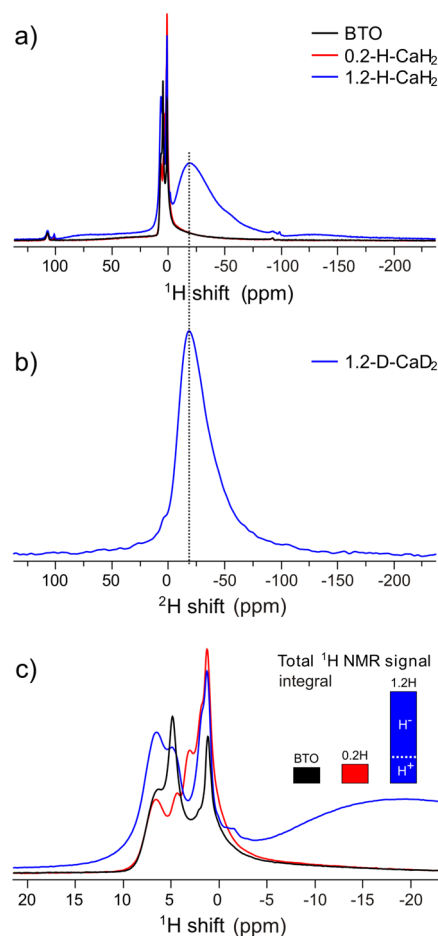 a)
BTO
0.2-H-CaH₂
1.2-H-CaH₂
100 50 0 -50 -100 -150 -200
¹H shift (ppm)
b)
1.2-D-CaD₂
100 50 0 -50 -100 -150 -200
²H shift (ppm)
c)
Total ¹H NMR signal
integral
1.2H
H⁻
BTO
0.2H
H⁺
20 15 10 5 0 -5 -10 -15 -20
¹H shift (ppm)